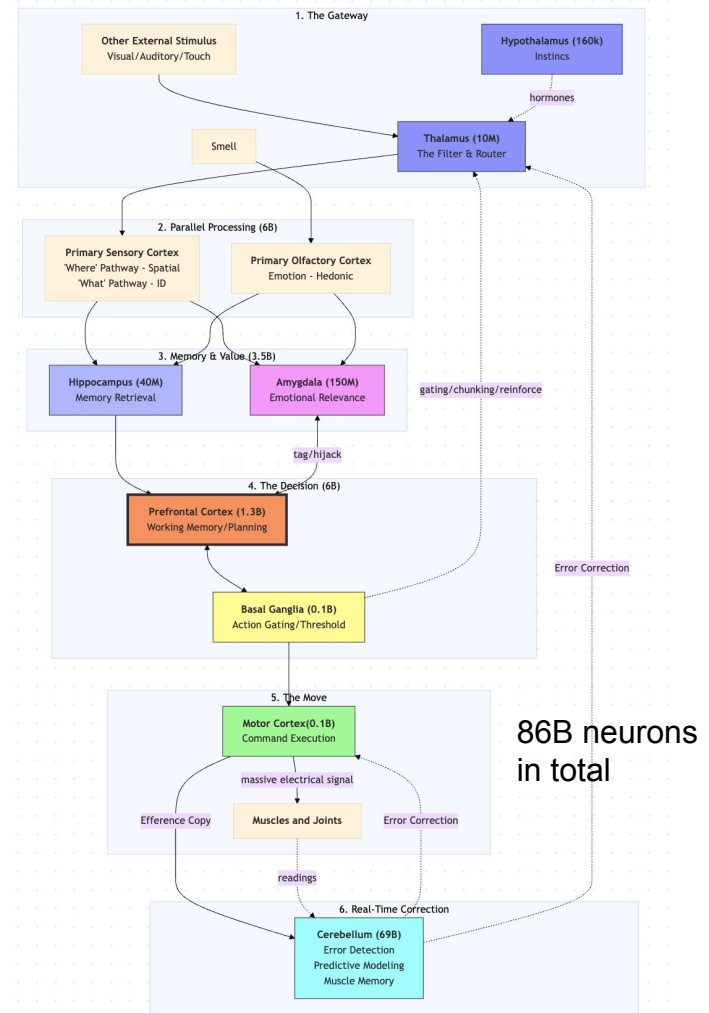 1. The Gateway
Other External Stimulus
Visual/Auditory/Touch
Hypothalamus (160k)
Instincs
hormones
Thalamus (10M)
The Filter & Router
Smell
2. Parallel Processing (6B)
Primary Sensory Cortex
'Where' Pathway - Spatial
'What' Pathway - ID
Primary Olfactory Cortex
Emotion - Hedonic
3. Memory & Value (3.5B)
Hippocampus (40M)
Memory Retrieval
Amygdala (150M)
Emotional Relevance
gating/chunking/reinforce
tag/hijack
4. The Decision (6B)
Prefrontal Cortex (1.3B)
Working Memory/Planning
Error Correction
Basal Ganglia (0.1B)
Action Gating/Threshold
5. The Move
Motor Cortex(0.1B)
Command Execution
86B neurons
in total
massive electrical signal
Efference Copy
Muscles and Joints
Error Correction
readings
6. Real-Time Correction
Cerebellum (69B)
Error Detection
Predictive Modeling
Muscle Memory